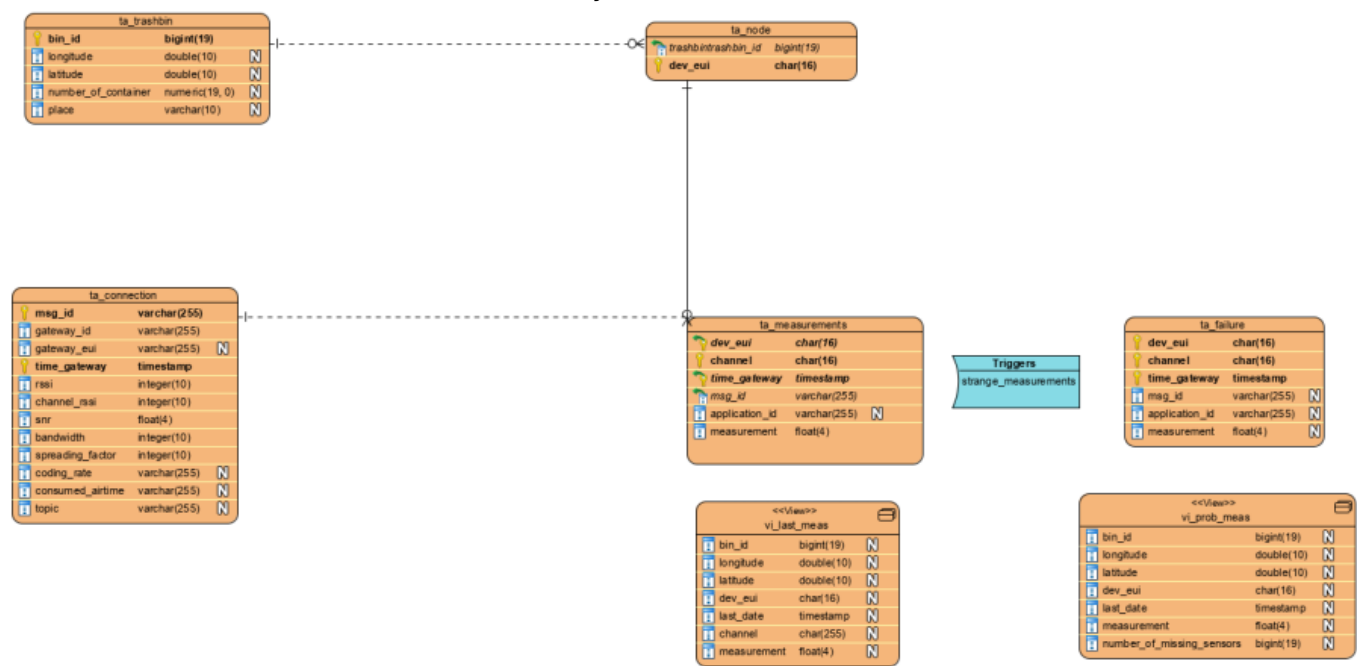 ta_trashbin
bin_id bigint(19)
longitude double(10) N
latitude double(10) N
number_of_container numeric(19, 0) N
place varchar(10) N
ta_node
trashbintrashbin_id bigint(19)
dev_eui char(16)
ta_connection
msg_id varchar(255)
gateway_id varchar(255)
gateway_eui varchar(255) N
time_gateway timestamp
rssi integer(10)
channel_rssi integer(10)
snr float(4)
bandwidth integer(10)
spreading_factor integer(10)
coding_rate varchar(255) N
consumed_airtime varchar(255) N
topic varchar(255) N
ta_measurements
dev_eui char(16)
channel char(16)
time_gateway timestamp
msg_id varchar(255)
application_id varchar(255) N
measurement float(4)
Triggers
strange_measurements
ta_failure
dev_eui char(16)
channel char(16)
time_gateway timestamp
msg_id varchar(255) N
application_id varchar(255) N
measurement float(4) N
<<View>>
vi_last_meas
bin_id bigint(19) N
longitude double(10) N
latitude double(10) N
dev_eui char(16) N
last_date timestamp N
channel char(255) N
measurement float(4) N
<<View>>
vi_prob_meas
bin_id bigint(19) N
longitude double(10) N
latitude double(10) N
dev_eui char(16) N
last_date timestamp N
measurement float(4) N
number_of_missing_sensors bigint(19) N